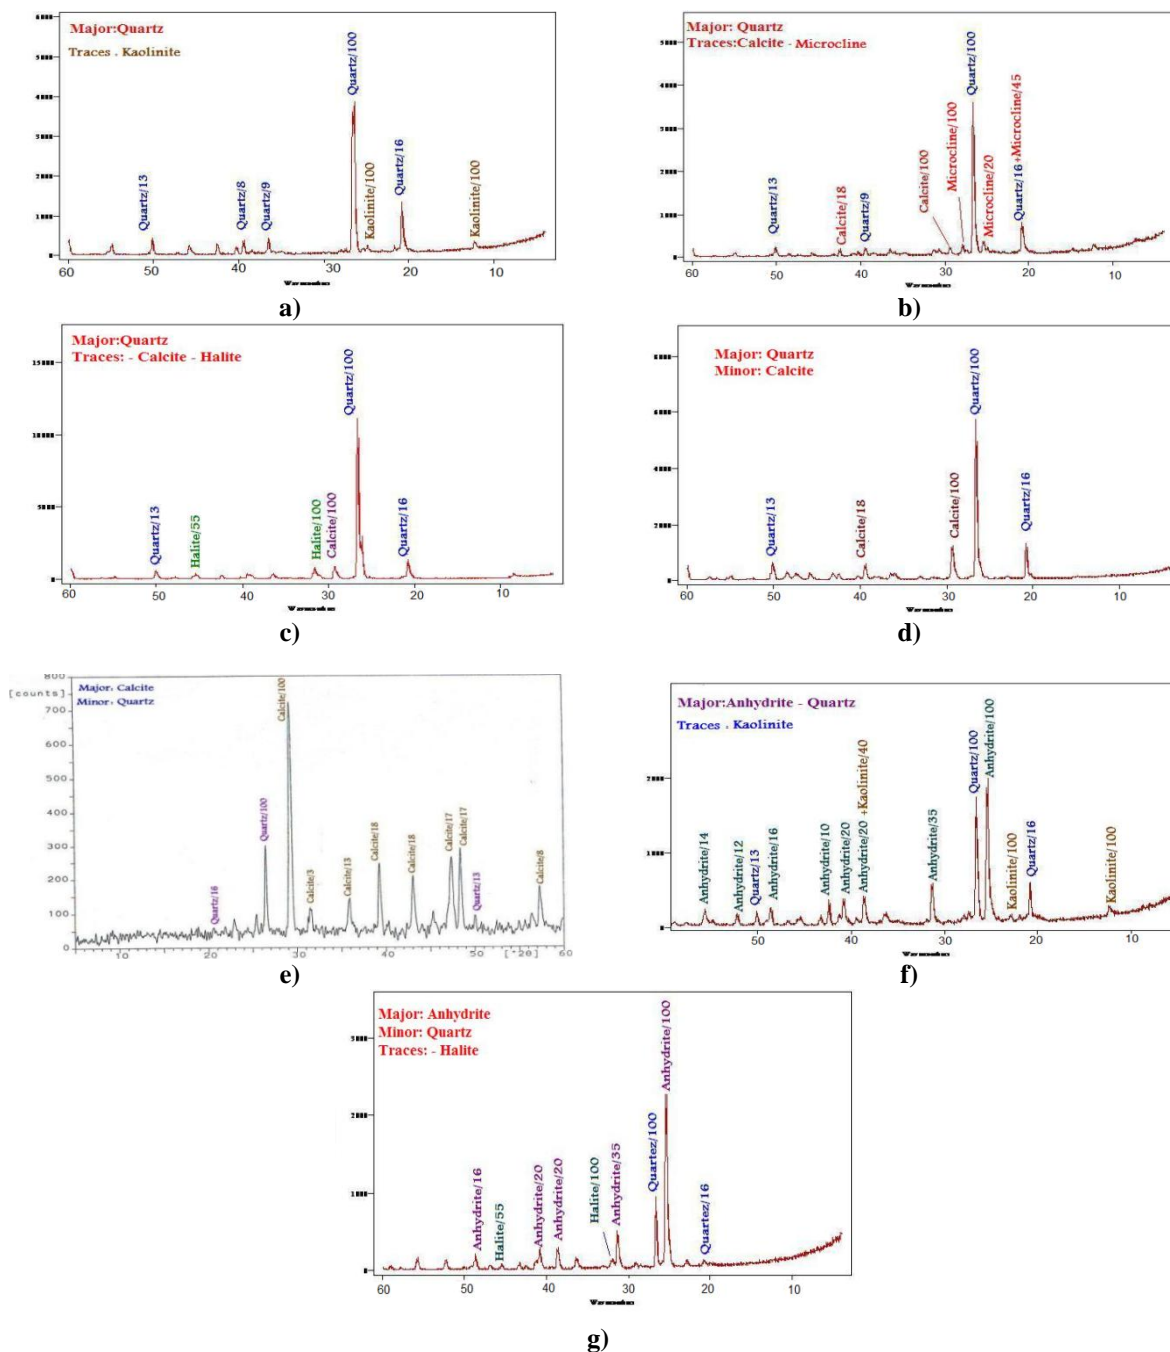 Major:Quartz
Traces . Kaolinite
Quartz/13
Quartz/8
Quartz/9
Quartz/100
Kaolinite/100
Quartz/16
Kaolinite/100
60 50 40 30 20 10
a)
Major: Quartz
Traces:Calcite - Microcline
Quartz/13
Calcite/18
Quartz/9
Calcite/100
Microcline/100
Quartz/100
Microcline/20
Quartz/16 +Microcline/45
60 50 40 30 20 10
b)
Major:Quartz
Traces: - Calcite - Halite
15000
10000
5000
Quartz/13
Halite/55
Halite/100
Calcite/100
Quartz/100
Quartz/16
60 50 40 30 20 10
c)
Major: Quartz
Minor: Calcite
Quartz/13
Calcite/18
Calcite/100
Quartz/100
Quartz/16
60 50 40 30 20 10
d)
800
[counts]
700
600
500
400
300
200
100
0
Major. Calcite
Minor. Quartz
Quartz/16
Quartz/100
Calcite/100
Calcite/3
Calcite/13
Calcite/18
Calcite/18
Calcite/17
Calcite/17
Quartz/13
Calcite/8
10 20 30 40 50 [°20] 60
e)
Major:Anhydrite - Quartz
Traces . Kaolinite
Anhydrite/14
Anhydrite/12
Quartz/13
Anhydrite/16
Anhydrite/10
Anhydrite/20
Anhydrite/20
+Kaolinite/40
Anhydrite/35
Quartz/100
Anhydrite/100
Kaolinite/100
Quartz/16
Kaolinite/100
50 40 30 20 10
f)
Major: Anhydrite
Minor: Quartz
Traces: - Halite
Anhydrite/16
Halite/55
Anhydrite/20
Anhydrite/20
Halite/100
Anhydrite/35
Quartez/100
Anhydrite/100
Quartez/16
60 50 40 30 20 10
g)